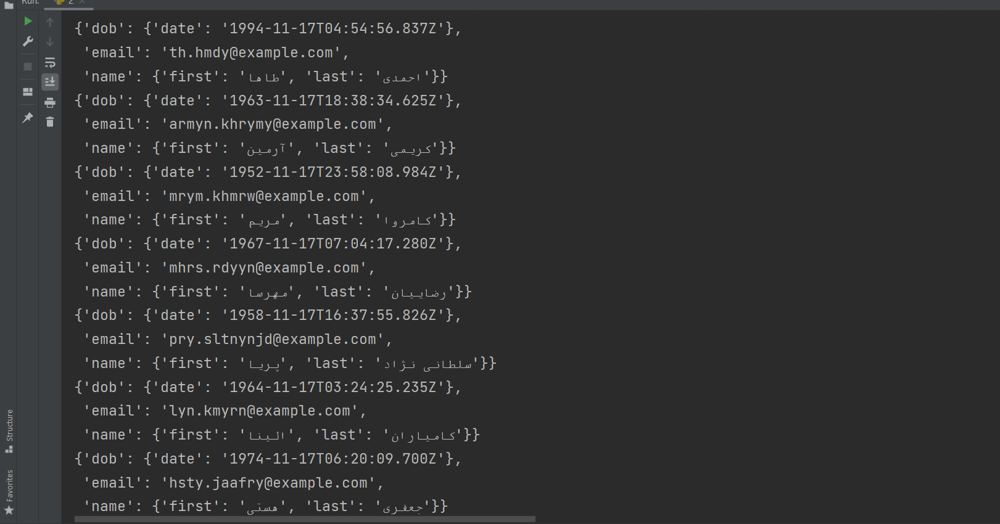 Run:
2
{'dob': {'date': '1994-11-17T04:54:56.837Z'},
'email': 'th.hmdy@example.com',
'name': {'first': 'طاها', 'last': 'احمدی'}}
{'dob': {'date': '1963-11-17T18:38:34.625Z'},
'email': 'armyn.khrymy@example.com',
'name': {'first': 'آرمین', 'last': 'کریمی'}}
{'dob': {'date': '1952-11-17T23:58:08.984Z'},
'email': 'mrym.khmrw@example.com',
'name': {'first': 'مریم', 'last': 'کامروا'}}
{'dob': {'date': '1967-11-17T07:04:17.280Z'},
'email': 'mhrs.rdyyn@example.com',
'name': {'first': 'مهرسا', 'last': 'رضاییان'}}
{'dob': {'date': '1958-11-17T16:37:55.826Z'},
'email': 'pry.sltnynjd@example.com',
'name': {'first': 'پریا', 'last': 'سلطانی نژاد'}}
{'dob': {'date': '1964-11-17T03:24:25.235Z'},
'email': 'lyn.kmyrn@example.com',
'name': {'first': 'الینا', 'last': 'کامیاران'}}
{'dob': {'date': '1974-11-17T06:20:09.700Z'},
'email': 'hsty.jaafry@example.com',
'name': {'first': 'هستی', 'last': 'جعفری'}}
Structure
Favorites